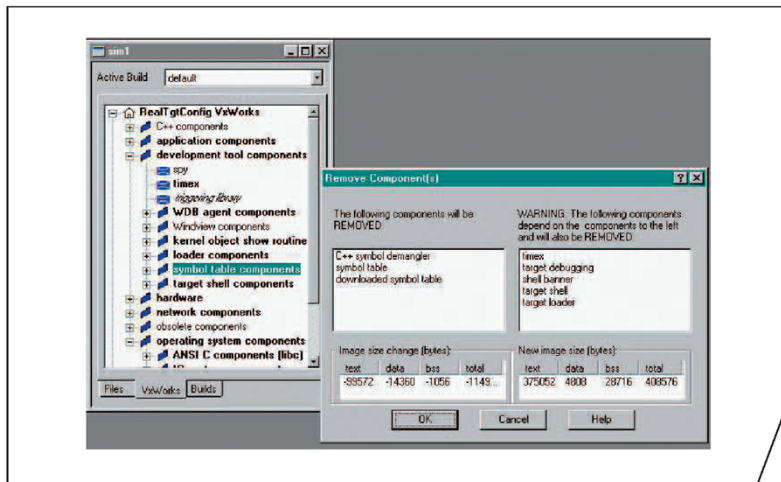 sim1
Active Build default
RealTgtConfig VxWorks
C++ components
application components
development tool components
spy
timex
triggering library
WDB agent components
Windview components
kernel object show routine
loader components
symbol table components
target shell components
hardware
network components
obsolete components
operating system components
ANSI C components (libc)
Files VxWorks Builds
Remove Component(s)
The following components will be
REMOVED
C++ symbol demangler
symbol table
downloaded symbol table
WARNING: The following components
depend on the components to the left
and will also be REMOVED.
timex
target debugging
shell banner
target shell
target loader
Image size change (bytes):
text data bss total
-99572 -14360 -1056 -1149...
New image size (bytes):
text data bss total
375052 4808 28716 408576
OK Cancel Help